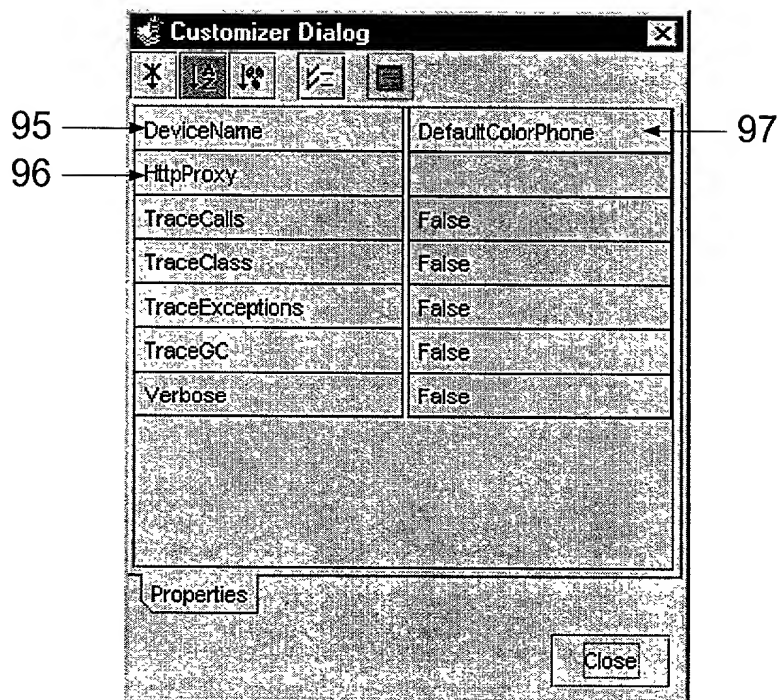 Customizer Dialog
95 DeviceName DefaultColorPhone 97
96 HttpProxy
TraceCalls False
TraceClass False
TraceExceptions False
TraceGC False
Verbose False
Properties
Close